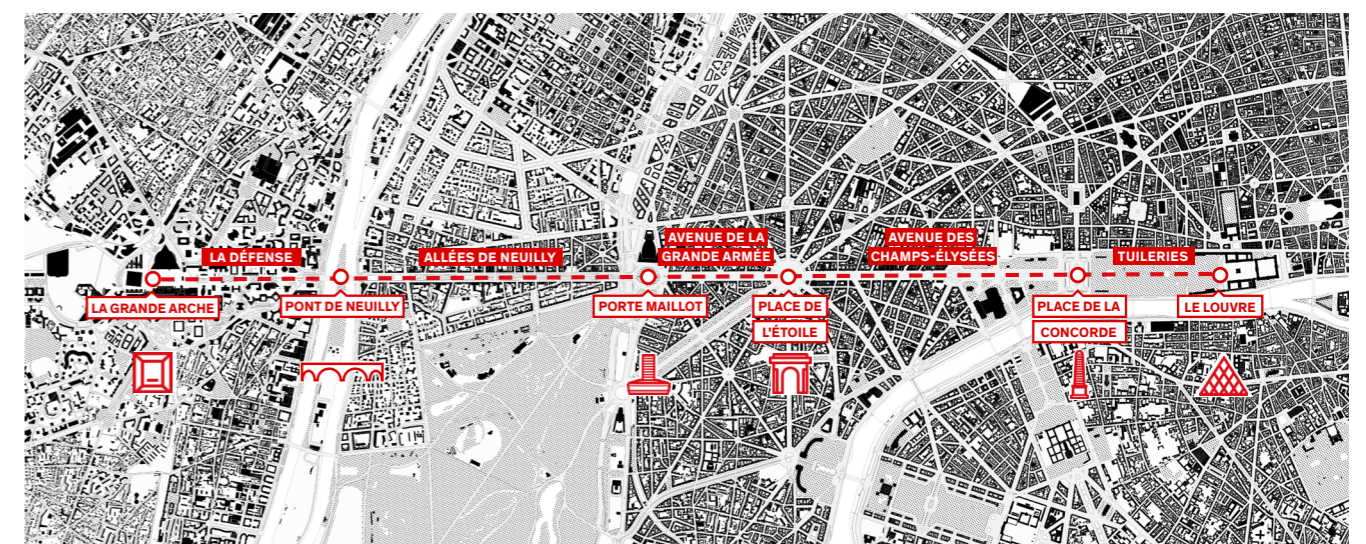 LA DÉFENSE
ALLÉES DE NEUILLY
AVENUE DE LA
GRANDE ARMÉE
AVENUE DES
CHAMPS-ÉLYSÉES
TUILERIES
LA GRANDE ARCHE
PONT DE NEUILLY
PORTE MAILLOT
PLACE DE
L'ÉTOILE
PLACE DE LA
CONCORDE
LE LOUVRE